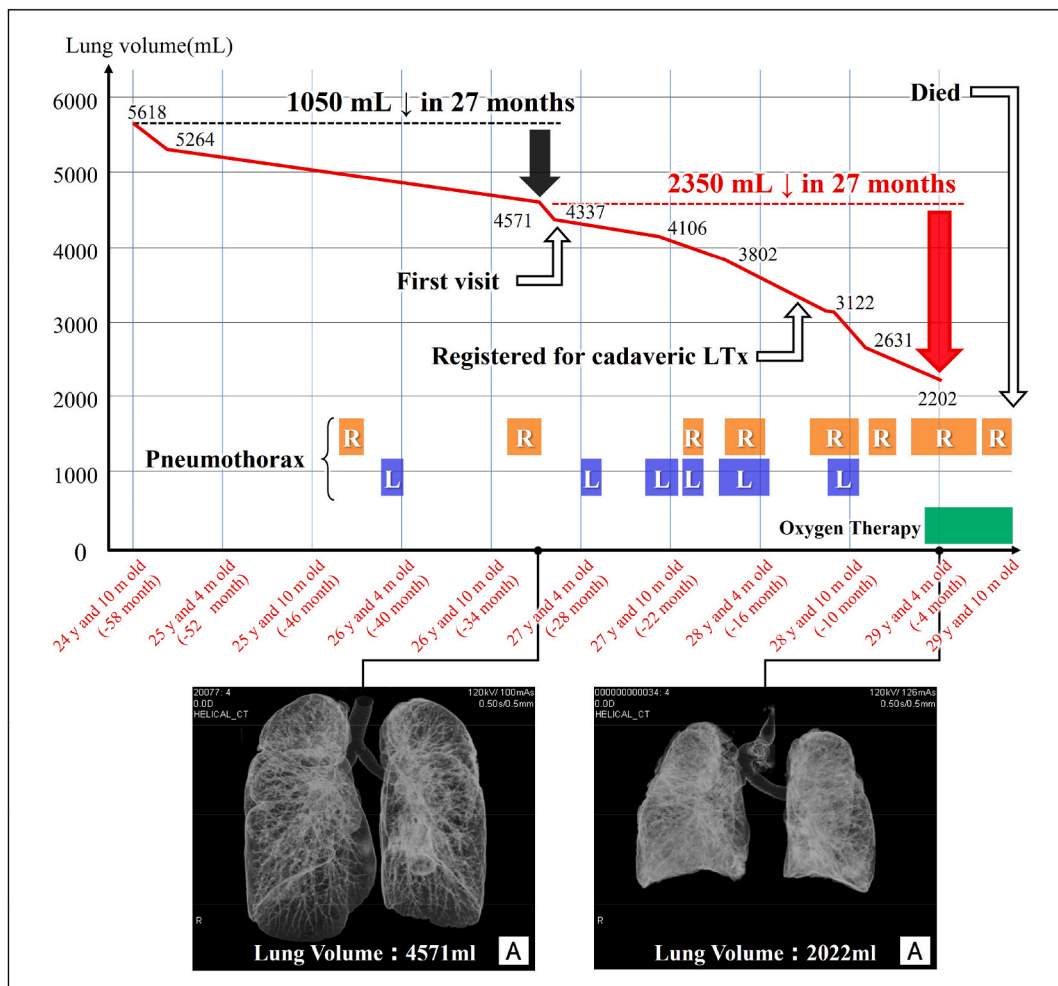 Lung volume(mL)
6000
5000
4000
3000
2000
1000
0
5618
5264
1050 mL ↓ in 27 months
Died
2350 mL ↓ in 27 months
4571
4337
4106
3802
3122
2631
2202
First visit
Registered for cadaveric LTx
Pneumothorax
R R R R R R R R
L L L L L L
Oxygen Therapy
24 y and 10 m old
(-58 month)
25 y and 4 m old
(-52 month)
25 y and 10 m old
(-46 month)
26 y and 4 m old
(-40 month)
26 y and 10 m old
(-34 month)
27 y and 4 m old
(-28 month)
27 y and 10 m old
(-22 month)
28 y and 4 m old
(-16 month)
28 y and 10 m old
(-10 month)
29 y and 4 m old
(-4 month)
29 y and 10 m old
20077: 4
0.0D
HELICAL_CT
120kV/ 100mAs
0.50s/0.5mm
R
Lung Volume：4571ml
A
000000000034: 4
0.0D
HELICAL_CT
120kV/ 126mAs
0.50s/0.5mm
R
Lung Volume：2022ml
A